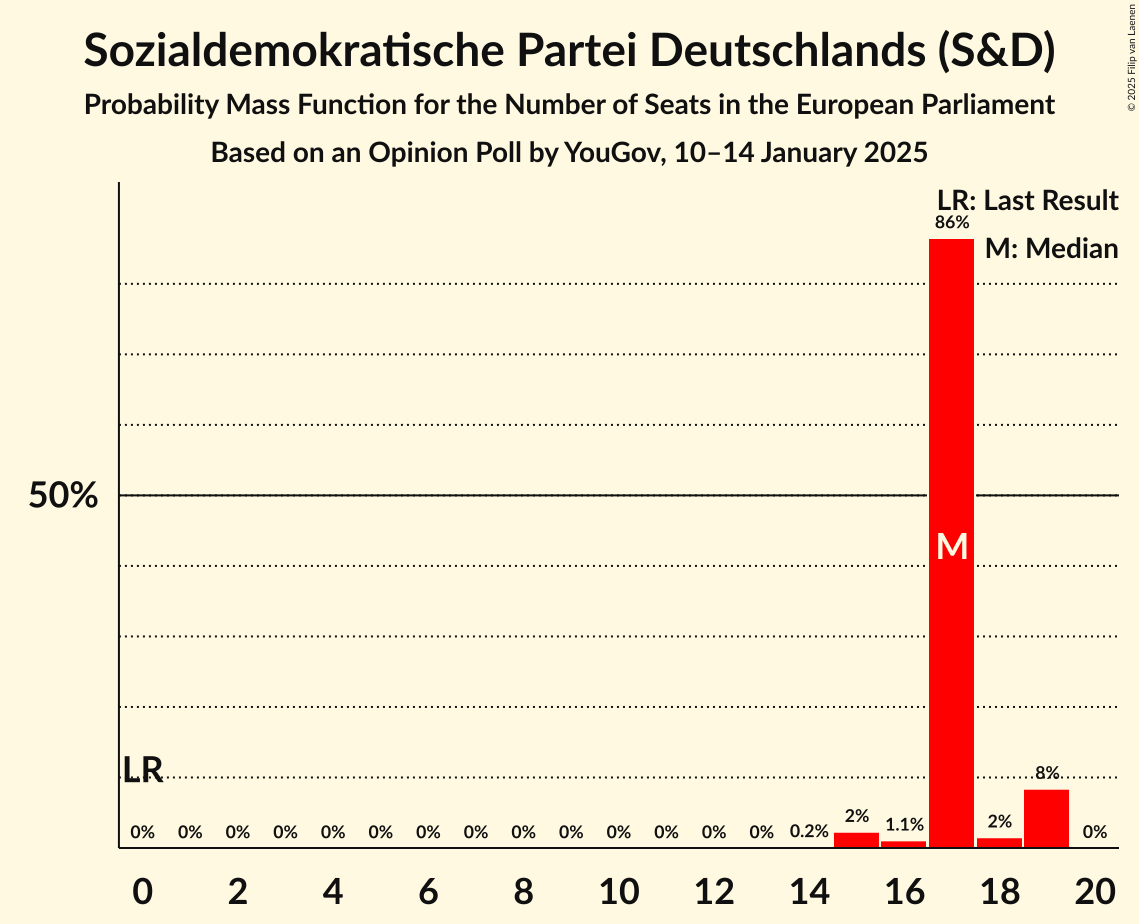 Sozialdemokratische Partei Deutschlands (S&D)
Probability Mass Function for the Number of Seats in the European Parliament
Based on an Opinion Poll by YouGov, 10–14 January 2025
© 2025 Filip van Laenen
LR: Last Result
86%
M: Median
50%
M
LR
0% 0% 0% 0% 0% 0% 0% 0% 0% 0% 0% 0% 0% 0% 0.2% 2% 1.1% 2% 8% 0%
0 2 4 6 8 10 12 14 16 18 20